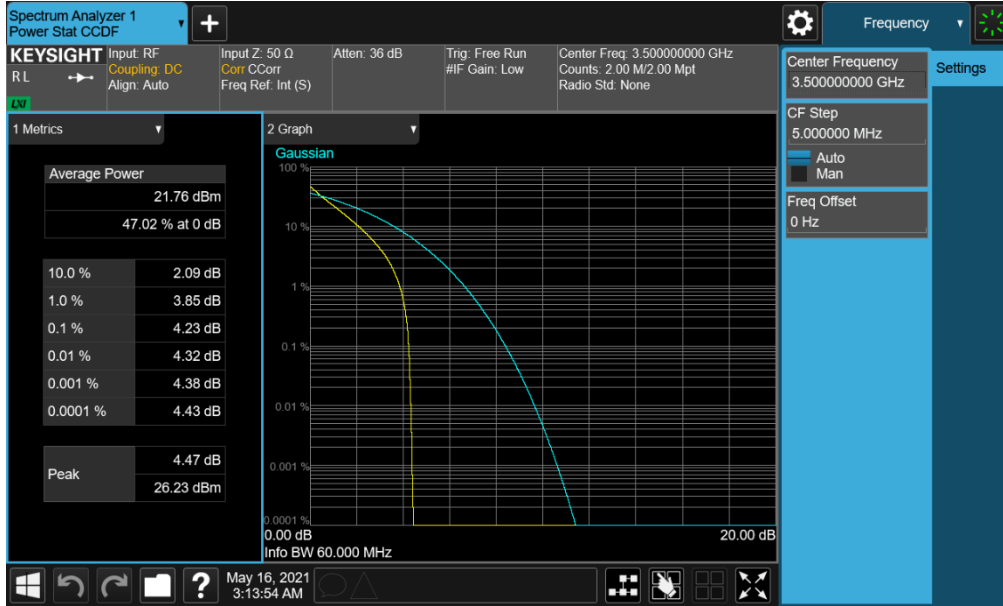 Spectrum Analyzer 1
Power Stat CCDF
Frequency
KEYSIGHT
R L
LXI
Input: RF
Coupling: DC
Align: Auto
Input Z: 50 Ω
Corr CCorr
Freq Ref: Int (S)
Atten: 36 dB
Trig: Free Run
#IF Gain: Low
Center Freq: 3.500000000 GHz
Counts: 2.00 M/2.00 Mpt
Radio Std: None
Center Frequency
3.500000000 GHz
Settings
CF Step
5.000000 MHz
Auto
Man
Freq Offset
0 Hz
1 Metrics
Average Power
21.76 dBm
47.02 % at 0 dB
10.0 % 2.09 dB
1.0 % 3.85 dB
0.1 % 4.23 dB
0.01 % 4.32 dB
0.001 % 4.38 dB
0.0001 % 4.43 dB
Peak
4.47 dB
26.23 dBm
2 Graph
Gaussian
100 %
10 %
1 %
0.1 %
0.01 %
0.001 %
0.0001 %
0.00 dB 20.00 dB
Info BW 60.000 MHz
?
May 16, 2021
3:13:54 AM